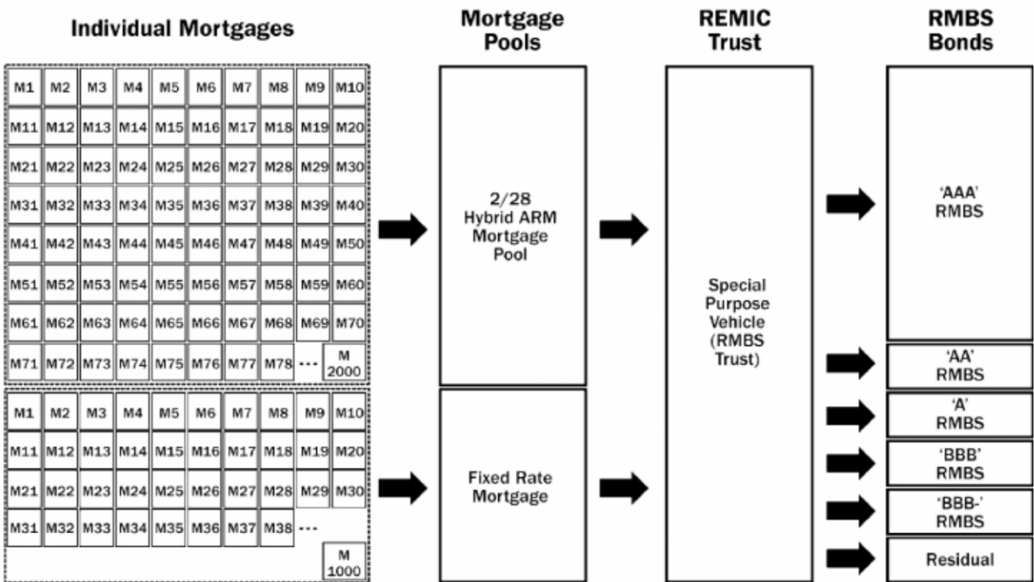 Individual Mortgages
Mortgage
Pools
REMIC
Trust
RMBS
Bonds
M1 M2 M3 M4 M5 M6 M7 M8 M9 M10
M11 M12 M13 M14 M15 M16 M17 M18 M19 M20
M21 M22 M23 M24 M25 M26 M27 M28 M29 M30
M31 M32 M33 M34 M35 M36 M37 M38 M39 M40
M41 M42 M43 M44 M45 M46 M47 M48 M49 M50
M51 M52 M53 M54 M55 M56 M57 M58 M59 M60
M61 M62 M63 M64 M65 M66 M67 M68 M69 M70
M71 M72 M73 M74 M75 M76 M77 M78 --- M
2000
M1 M2 M3 M4 M5 M6 M7 M8 M9 M10
M11 M12 M13 M14 M15 M16 M17 M18 M19 M20
M21 M22 M23 M24 M25 M26 M27 M28 M29 M30
M31 M32 M33 M34 M35 M36 M37 M38 ---
M
1000
2/28
Hybrid ARM
Mortgage
Pool
Fixed Rate
Mortgage
Special
Purpose
Vehicle
(RMBS
Trust)
'AAA'
RMBS
'AA'
RMBS
'A'
RMBS
'BBB'
RMBS
'BBB-'
RMBS
Residual